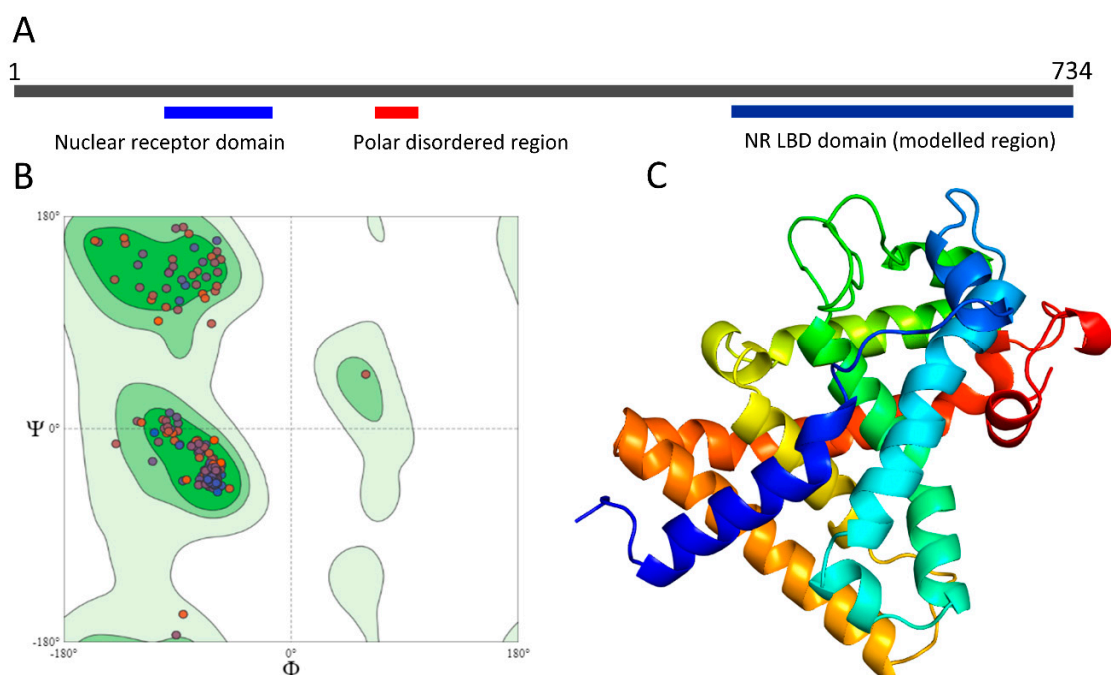 A
1 734
Nuclear receptor domain Polar disordered region NR LBD domain (modelled region)
B C
180°
Ψ 0°
-180°
-180° 0° 180°
Φ